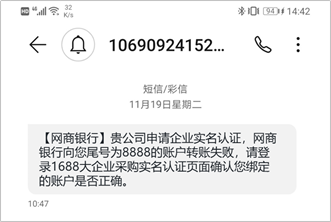 HD 4G 32 K/s 94 14:42
10690924152...
短信/彩信
11月19日星期二
【网商银行】贵公司申请企业实名认证，网商
银行向您尾号为8888的账户转账失败，请登
录1688大企业采购实名认证页面确认您绑定
的账户是否正确。
10:47